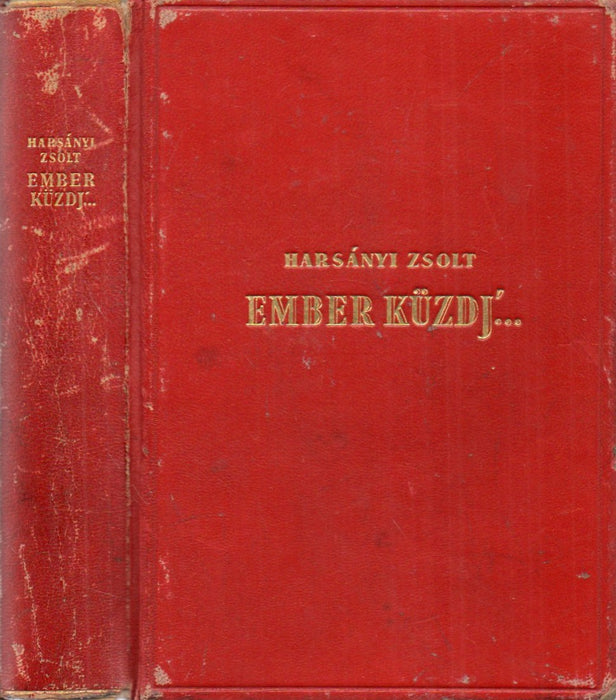 HARSÁNYI
ZSOLT
EMBER
KÜZDJ'...
HARSÁNYI ZSOLT
EMBER KÜZDJ'...